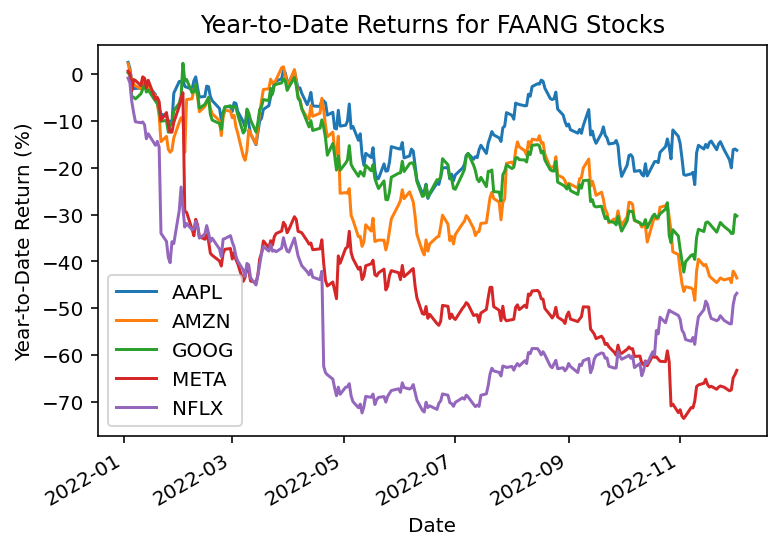 Year-to-Date Returns for FAANG Stocks
Year-to-Date Return (%)
0
−10
−20
−30
−40
−50
−60
−70
AAPL
AMZN
GOOG
META
NFLX
2022-01
2022-03
2022-05
2022-07
2022-09
2022-11
Date